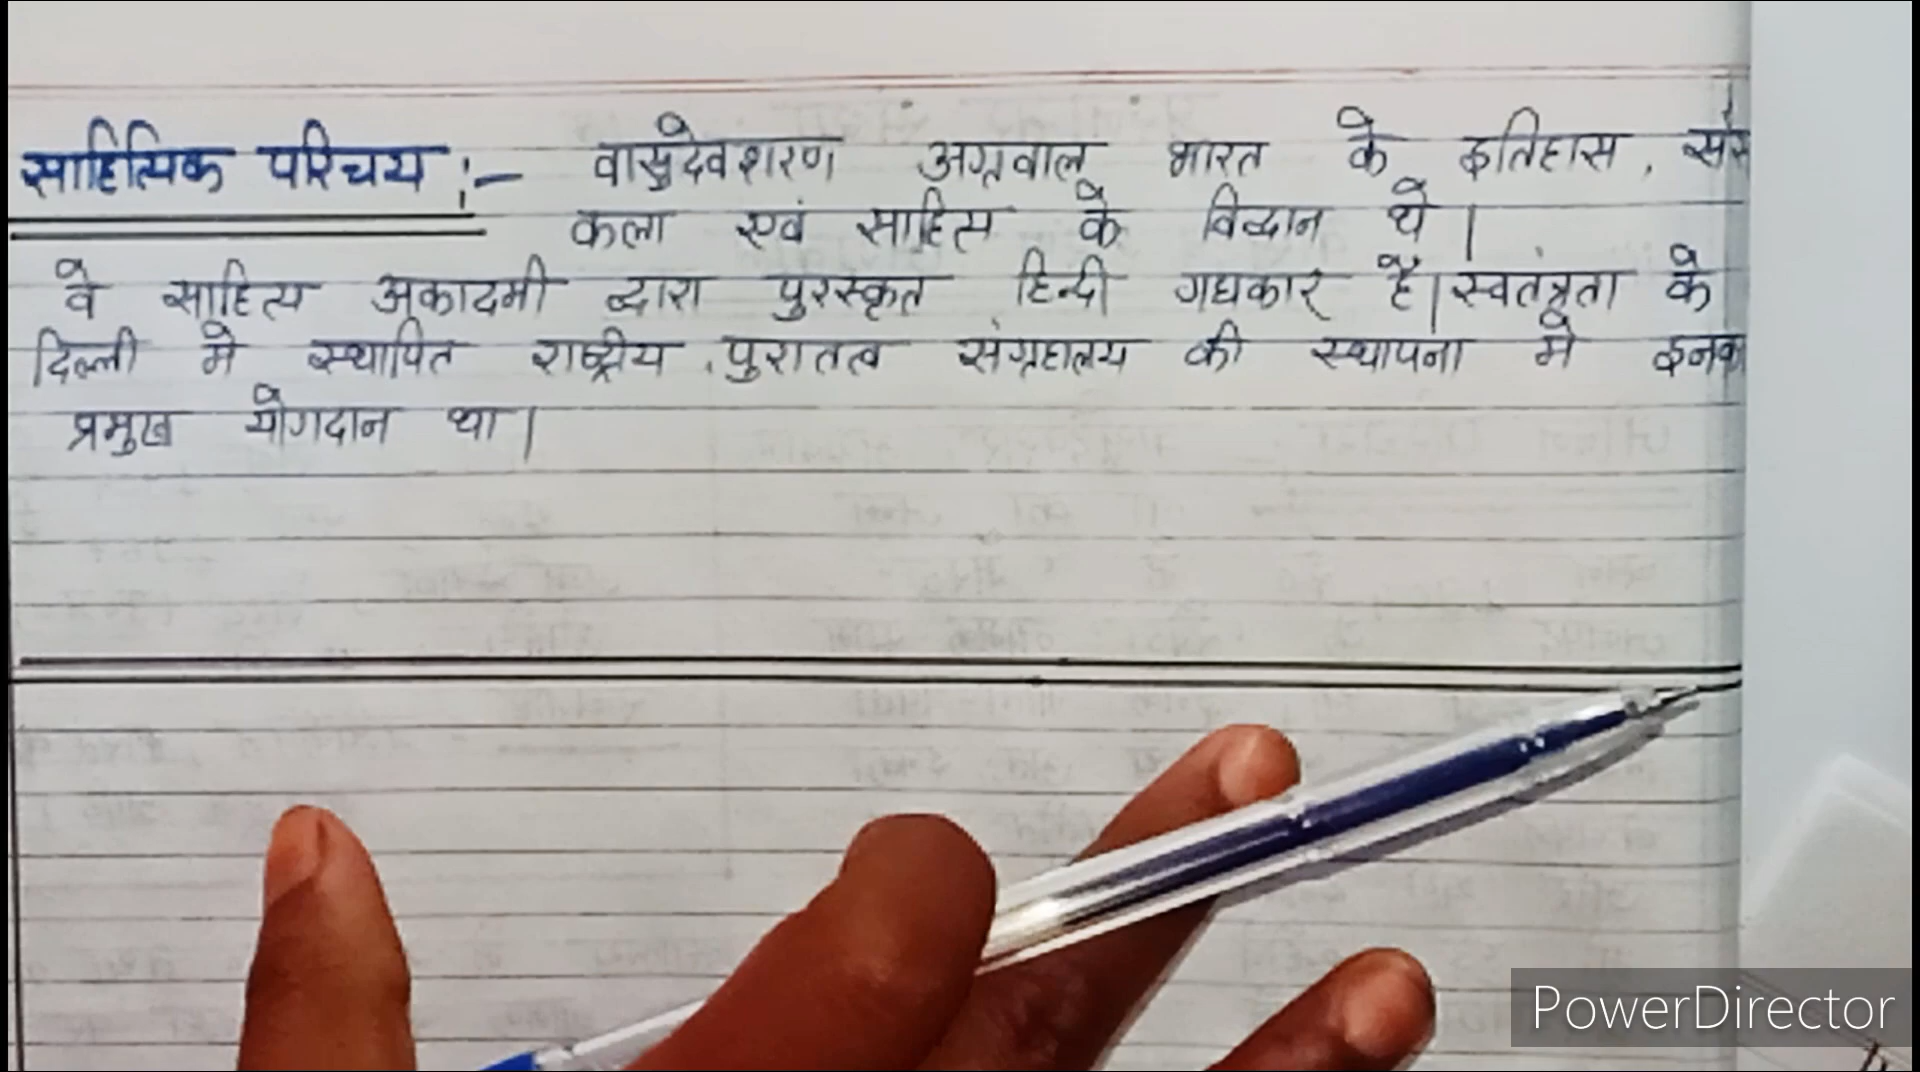 साहित्यिक परिचय :- वासुदेवशरण अग्रवाल भारत के इतिहास,
कला एवं साहित्य के विद्वान थे |
वे साहित्य अकादमी द्वारा पुरस्कृत हिन्दी गद्यकार है | स्वतंत्रता के
दिल्ली मे स्थापित राष्ट्रीय पुरातत्व संग्रहालय की स्थापना मे
प्रमुख योगदान था |
PowerDirector